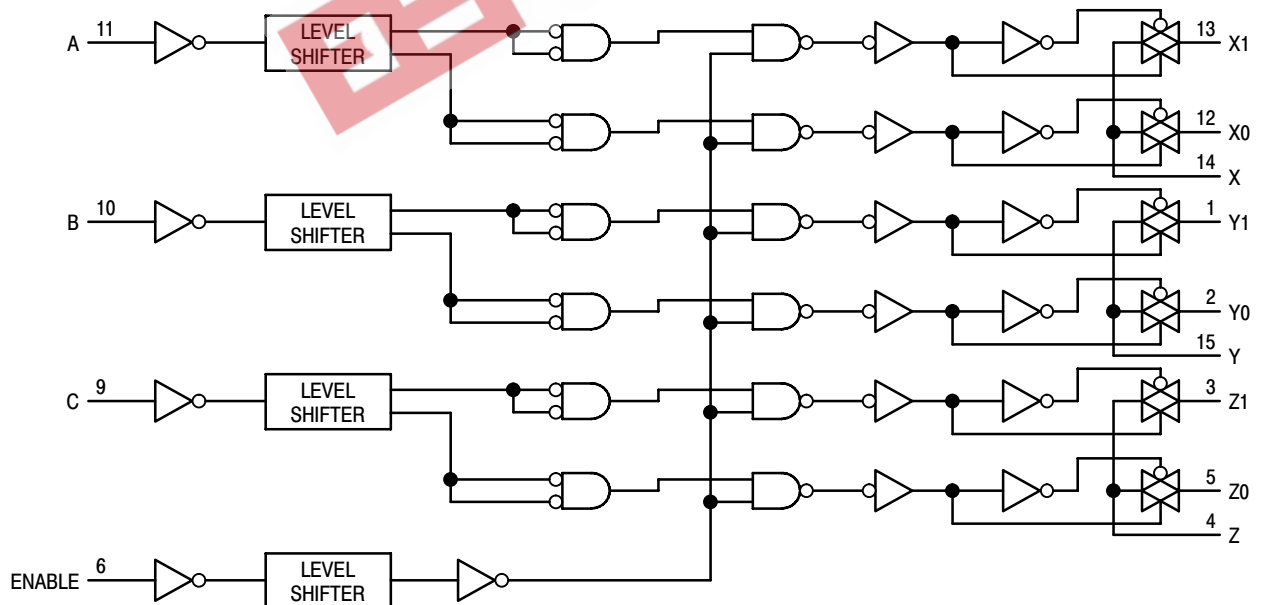 A 11 LEVEL SHIFTER 13 X1
12 X0
14 X
B 10 LEVEL SHIFTER 1 Y1
2 Y0
15 Y
C 9 LEVEL SHIFTER 3 Z1
5 Z0
4 Z
ENABLE 6 LEVEL SHIFTER